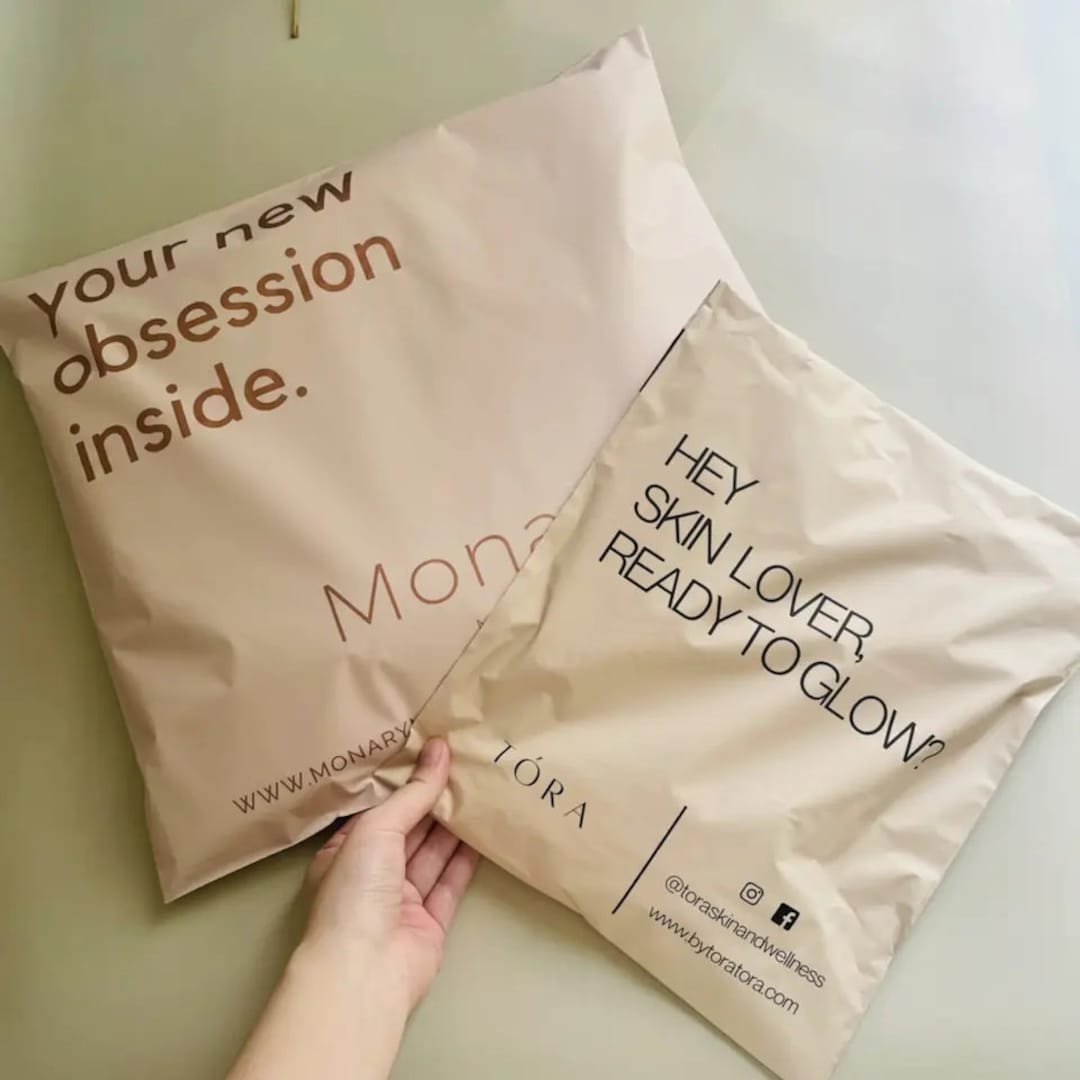 your new
obsession
inside.
Mona
WWW.MONARY
HEY
SKIN LOVER,
READY TO GLOW?
TÓRA
@toraskinandwellness
www.bytoratora.com